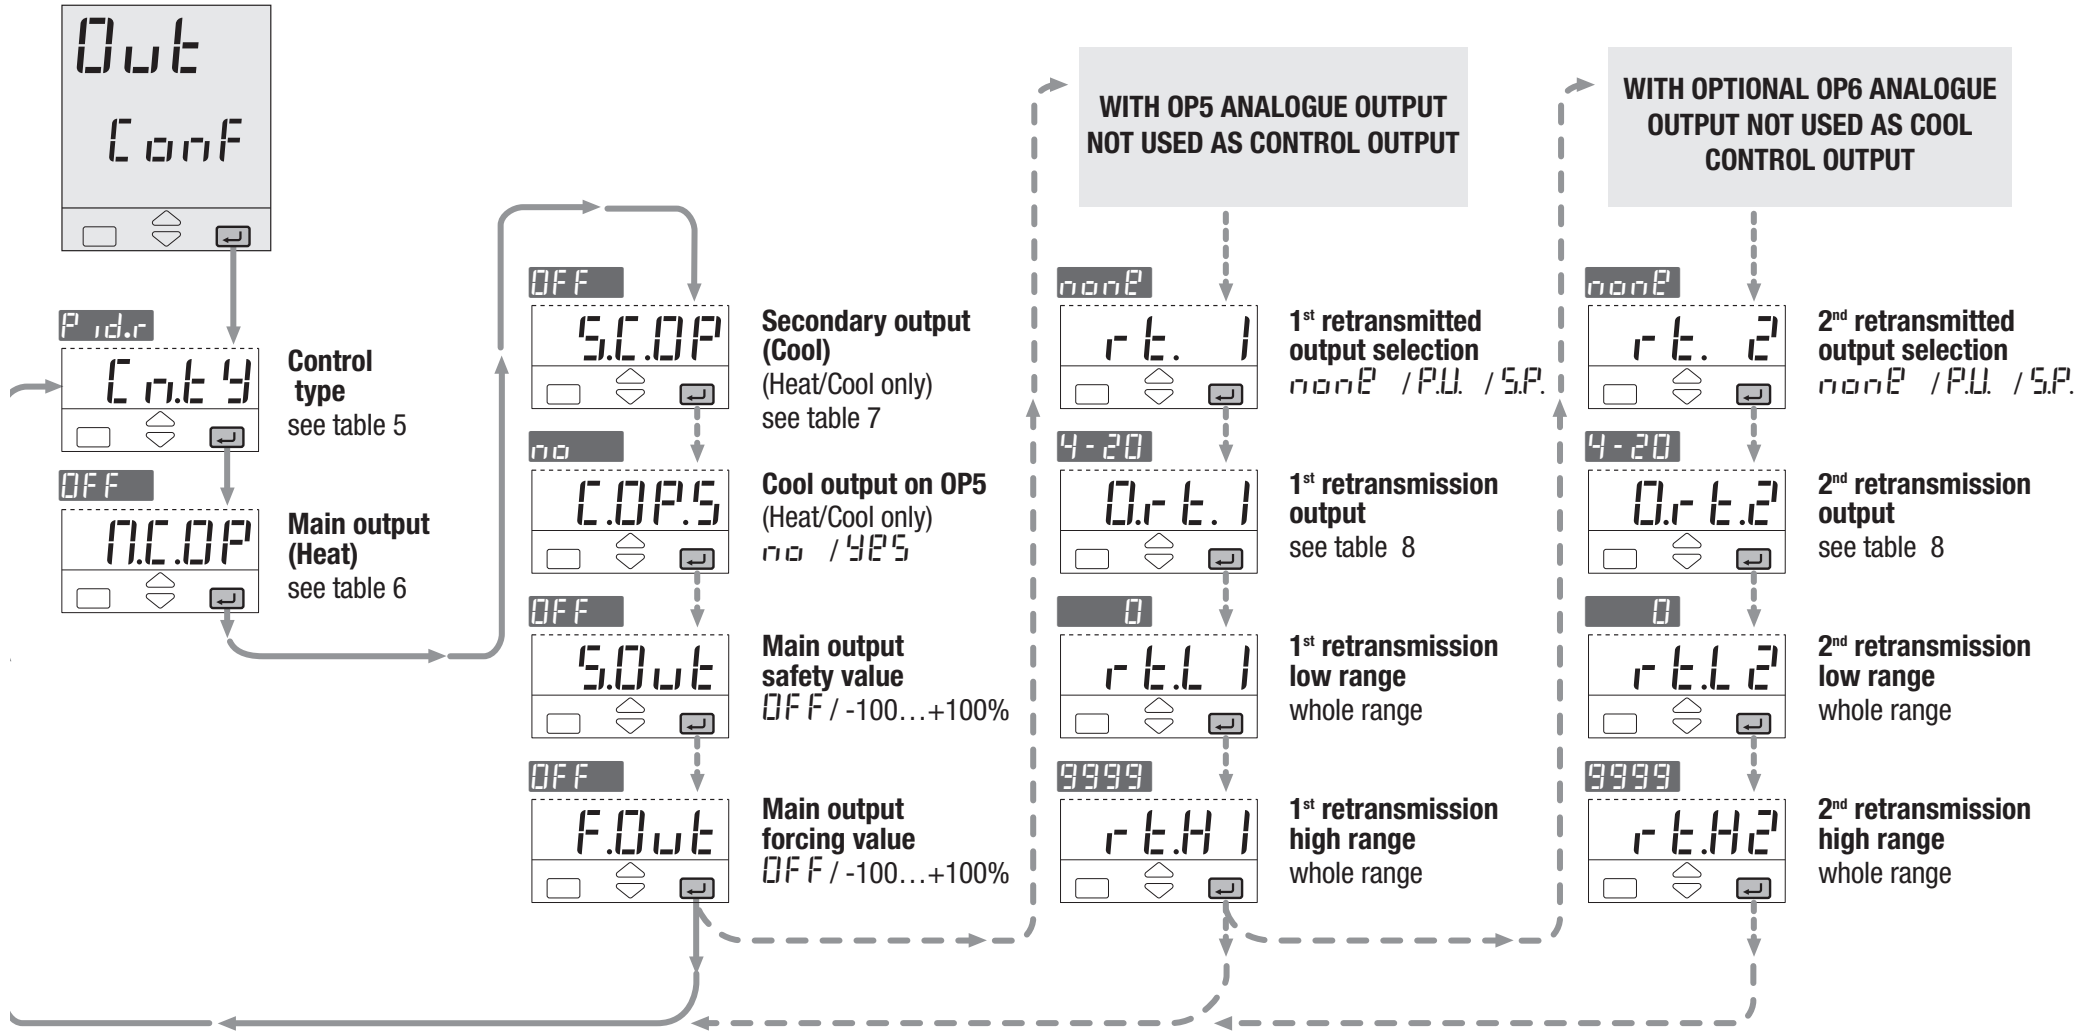 Out
Conf
Pid.r
Cn.tY
Control
type
see table 5
OFF
M.C.OP
Main output
(Heat)
see table 6
OFF
S.C.OP
Secondary output
(Cool)
(Heat/Cool only)
see table 7
no
C.OP.5
Cool output on OP5
(Heat/Cool only)
no / YES
OFF
S.Out
Main output
safety value
OFF / -100…+100%
OFF
F.Out
Main output
forcing value
OFF / -100…+100%
WITH OP5 ANALOGUE OUTPUT
NOT USED AS CONTROL OUTPUT
none
rt. 1
1st retransmitted
output selection
none / P.U. / S.P.
4-20
O.rt.1
1st retransmission
output
see table 8
0
rt.L 1
1st retransmission
low range
whole range
9999
rt.H 1
1st retransmission
high range
whole range
WITH OPTIONAL OP6 ANALOGUE
OUTPUT NOT USED AS COOL
CONTROL OUTPUT
none
rt. 2
2nd retransmitted
output selection
none / P.U. / S.P.
4-20
O.rt.2
2nd retransmission
output
see table 8
0
rt.L2
2nd retransmission
low range
whole range
9999
rt.H2
2nd retransmission
high range
whole range